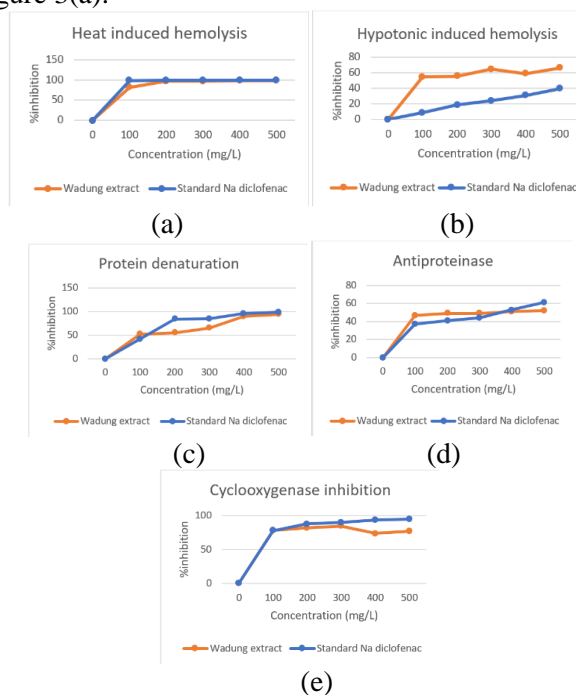 Heat induced hemolysis
150
100
50
0
%inhibition
0 100 200 300 400 500
Concentration (mg/L)
Wadung extract Standard Na diclofenac
(a)
Hypotonic induced hemolysis
80
60
40
20
0
%inhibition
0 100 200 300 400 500
Concentration (mg/L)
Wadung extract Standard Na diclofenac
(b)
Protein denaturation
150
100
50
0
%inhibition
0 100 200 300 400 500
Concentration (mg/L)
Wadung extract Standard Na diclofenac
(c)
Antiproteinase
80
60
40
20
0
%inhibition
0 100 200 300 400 500
Concentration (mg/L)
Wadung extract Standard Na diclofenac
(d)
Cyclooxygenase inhibition
100
50
0
%inhibition
0 100 200 300 400 500
Concentration (mg/L)
Wadung extract Standard Na diclofenac
(e)